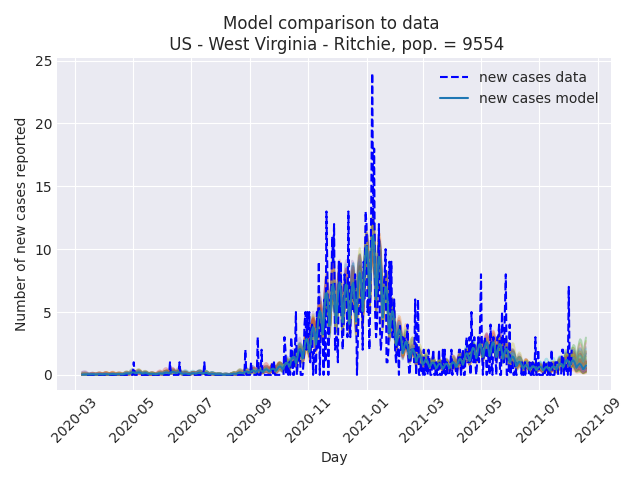 Model comparison to data
US - West Virginia - Ritchie, pop. = 9554
new cases data
new cases model
Number of new cases reported
25
20
15
10
5
0
2020-03
2020-05
2020-07
2020-09
2020-11
2021-01
2021-03
2021-05
2021-07
2021-09
Day